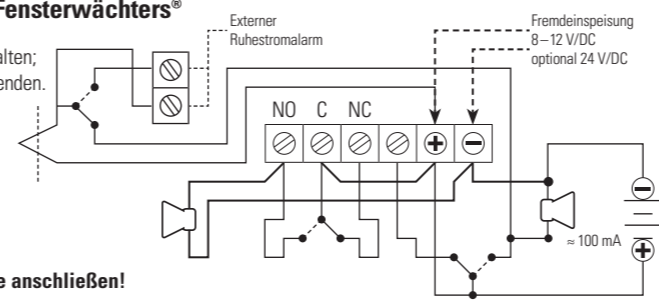 Fensterwächters®
alten;
enden.
Externer
Ruhestromalarm
Fremdeinspeisung
8–12 V/DC
optional 24 V/DC
NO C NC
+ −
−
≈ 100 mA
+
e anschließen!